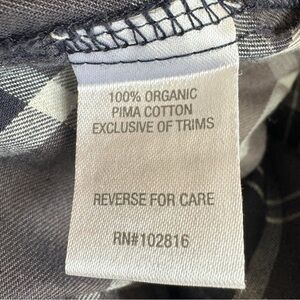 100% ORGANIC
PIMA COTTON
EXCLUSIVE OF TRIMS
REVERSE FOR CARE
RN#102816